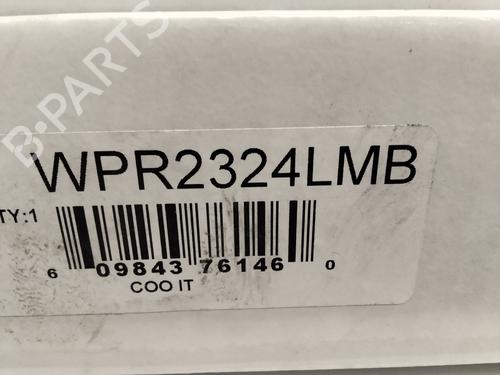 B-PARTS
WPR2324LMB
TY:1
6 09843 76146 0
COO IT